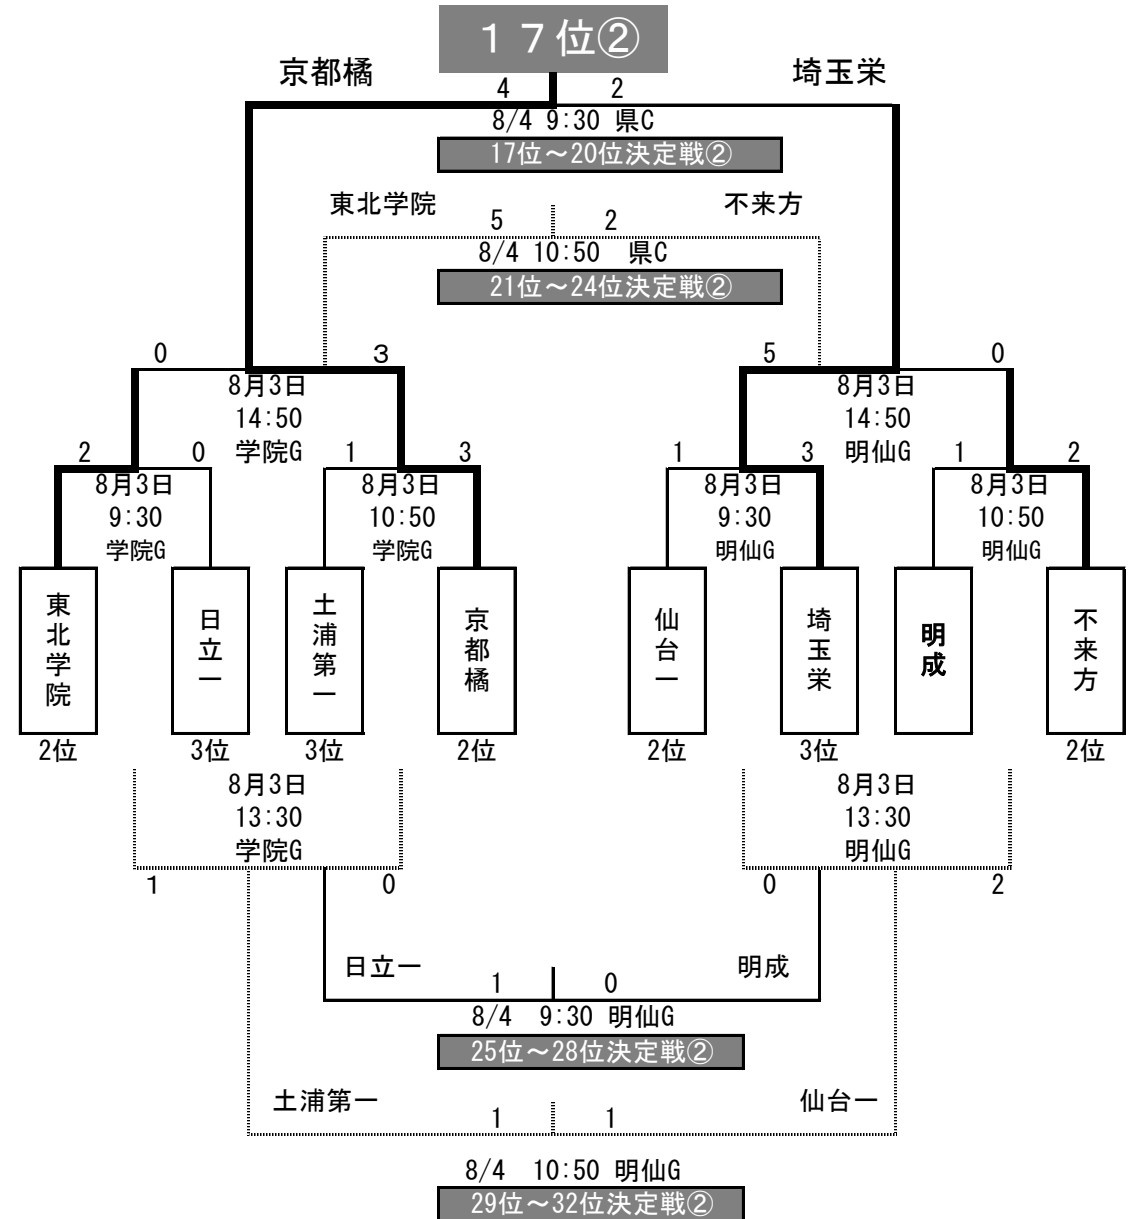 １７位②
京都橘 埼玉栄
4 2
8/4 9:30 県C
17位～20位決定戦②
東北学院 不来方
5 2
8/4 10:50 県C
21位～24位決定戦②
0 3 5 0
8月3日 8月3日
14:50 14:50
学院G 明仙G
2 0 1 3 1 3 1 2
8月3日 8月3日 8月3日 8月3日
9:30 10:50 9:30 10:50
学院G 学院G 明仙G 明仙G
東北学院 日立一 土浦第一 京都橘 仙台一 埼玉栄 明成 不来方
2位 3位 3位 2位 2位 3位 2位
8月3日 8月3日
13:30 13:30
学院G 明仙G
1 0 0 2
日立一 明成
1 0
8/4 9:30 明仙G
25位～28位決定戦②
土浦第一 仙台一
1 1
8/4 10:50 明仙G
29位～32位決定戦②